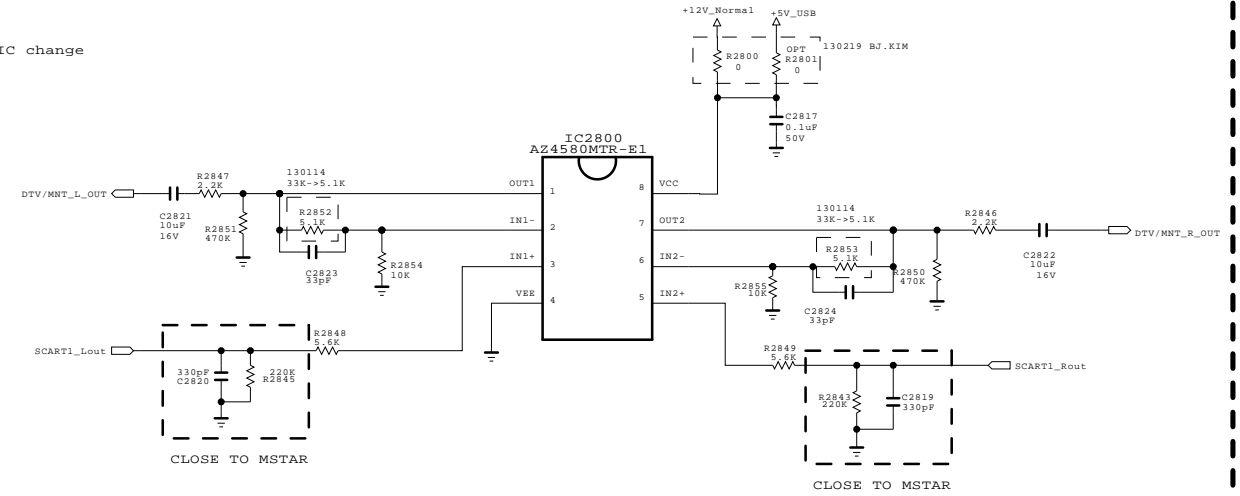 +12V_Normal
+5V_USB
IC change
R2800
0
OPT
R2801
0
130219 BJ.KIM
C2817
0.1uF
50V
IC2800
AZ4580MTR-E1
DTV/MNT_L_OUT
C2821
10uF
16V
R2847
2.2K
R2851
470K
130114
33K->5.1K
R2852
5.1K
C2823
33pF
R2854
10K
OUT1
1
IN1-
2
IN1+
3
VEE
4
8
VCC
7
OUT2
6
IN2-
5
IN2+
130114
33K->5.1K
R2853
5.1K
R2855
10K
C2824
33pF
R2850
470K
R2846
2.2K
C2822
10uF
16V
DTV/MNT_R_OUT
SCART1_Lout
330pF
C2820
220K
R2845
R2848
5.6K
CLOSE TO MSTAR
R2849
5.6K
R2843
220K
C2819
330pF
SCART1_Rout
CLOSE TO MSTAR